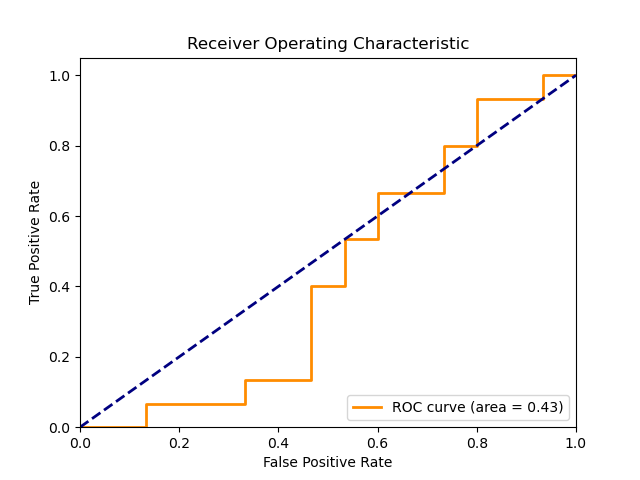 Receiver Operating Characteristic
1.0
0.8
0.6
0.4
0.2
0.0
True Positive Rate
ROC curve (area = 0.43)
0.0 0.2 0.4 0.6 0.8 1.0
False Positive Rate